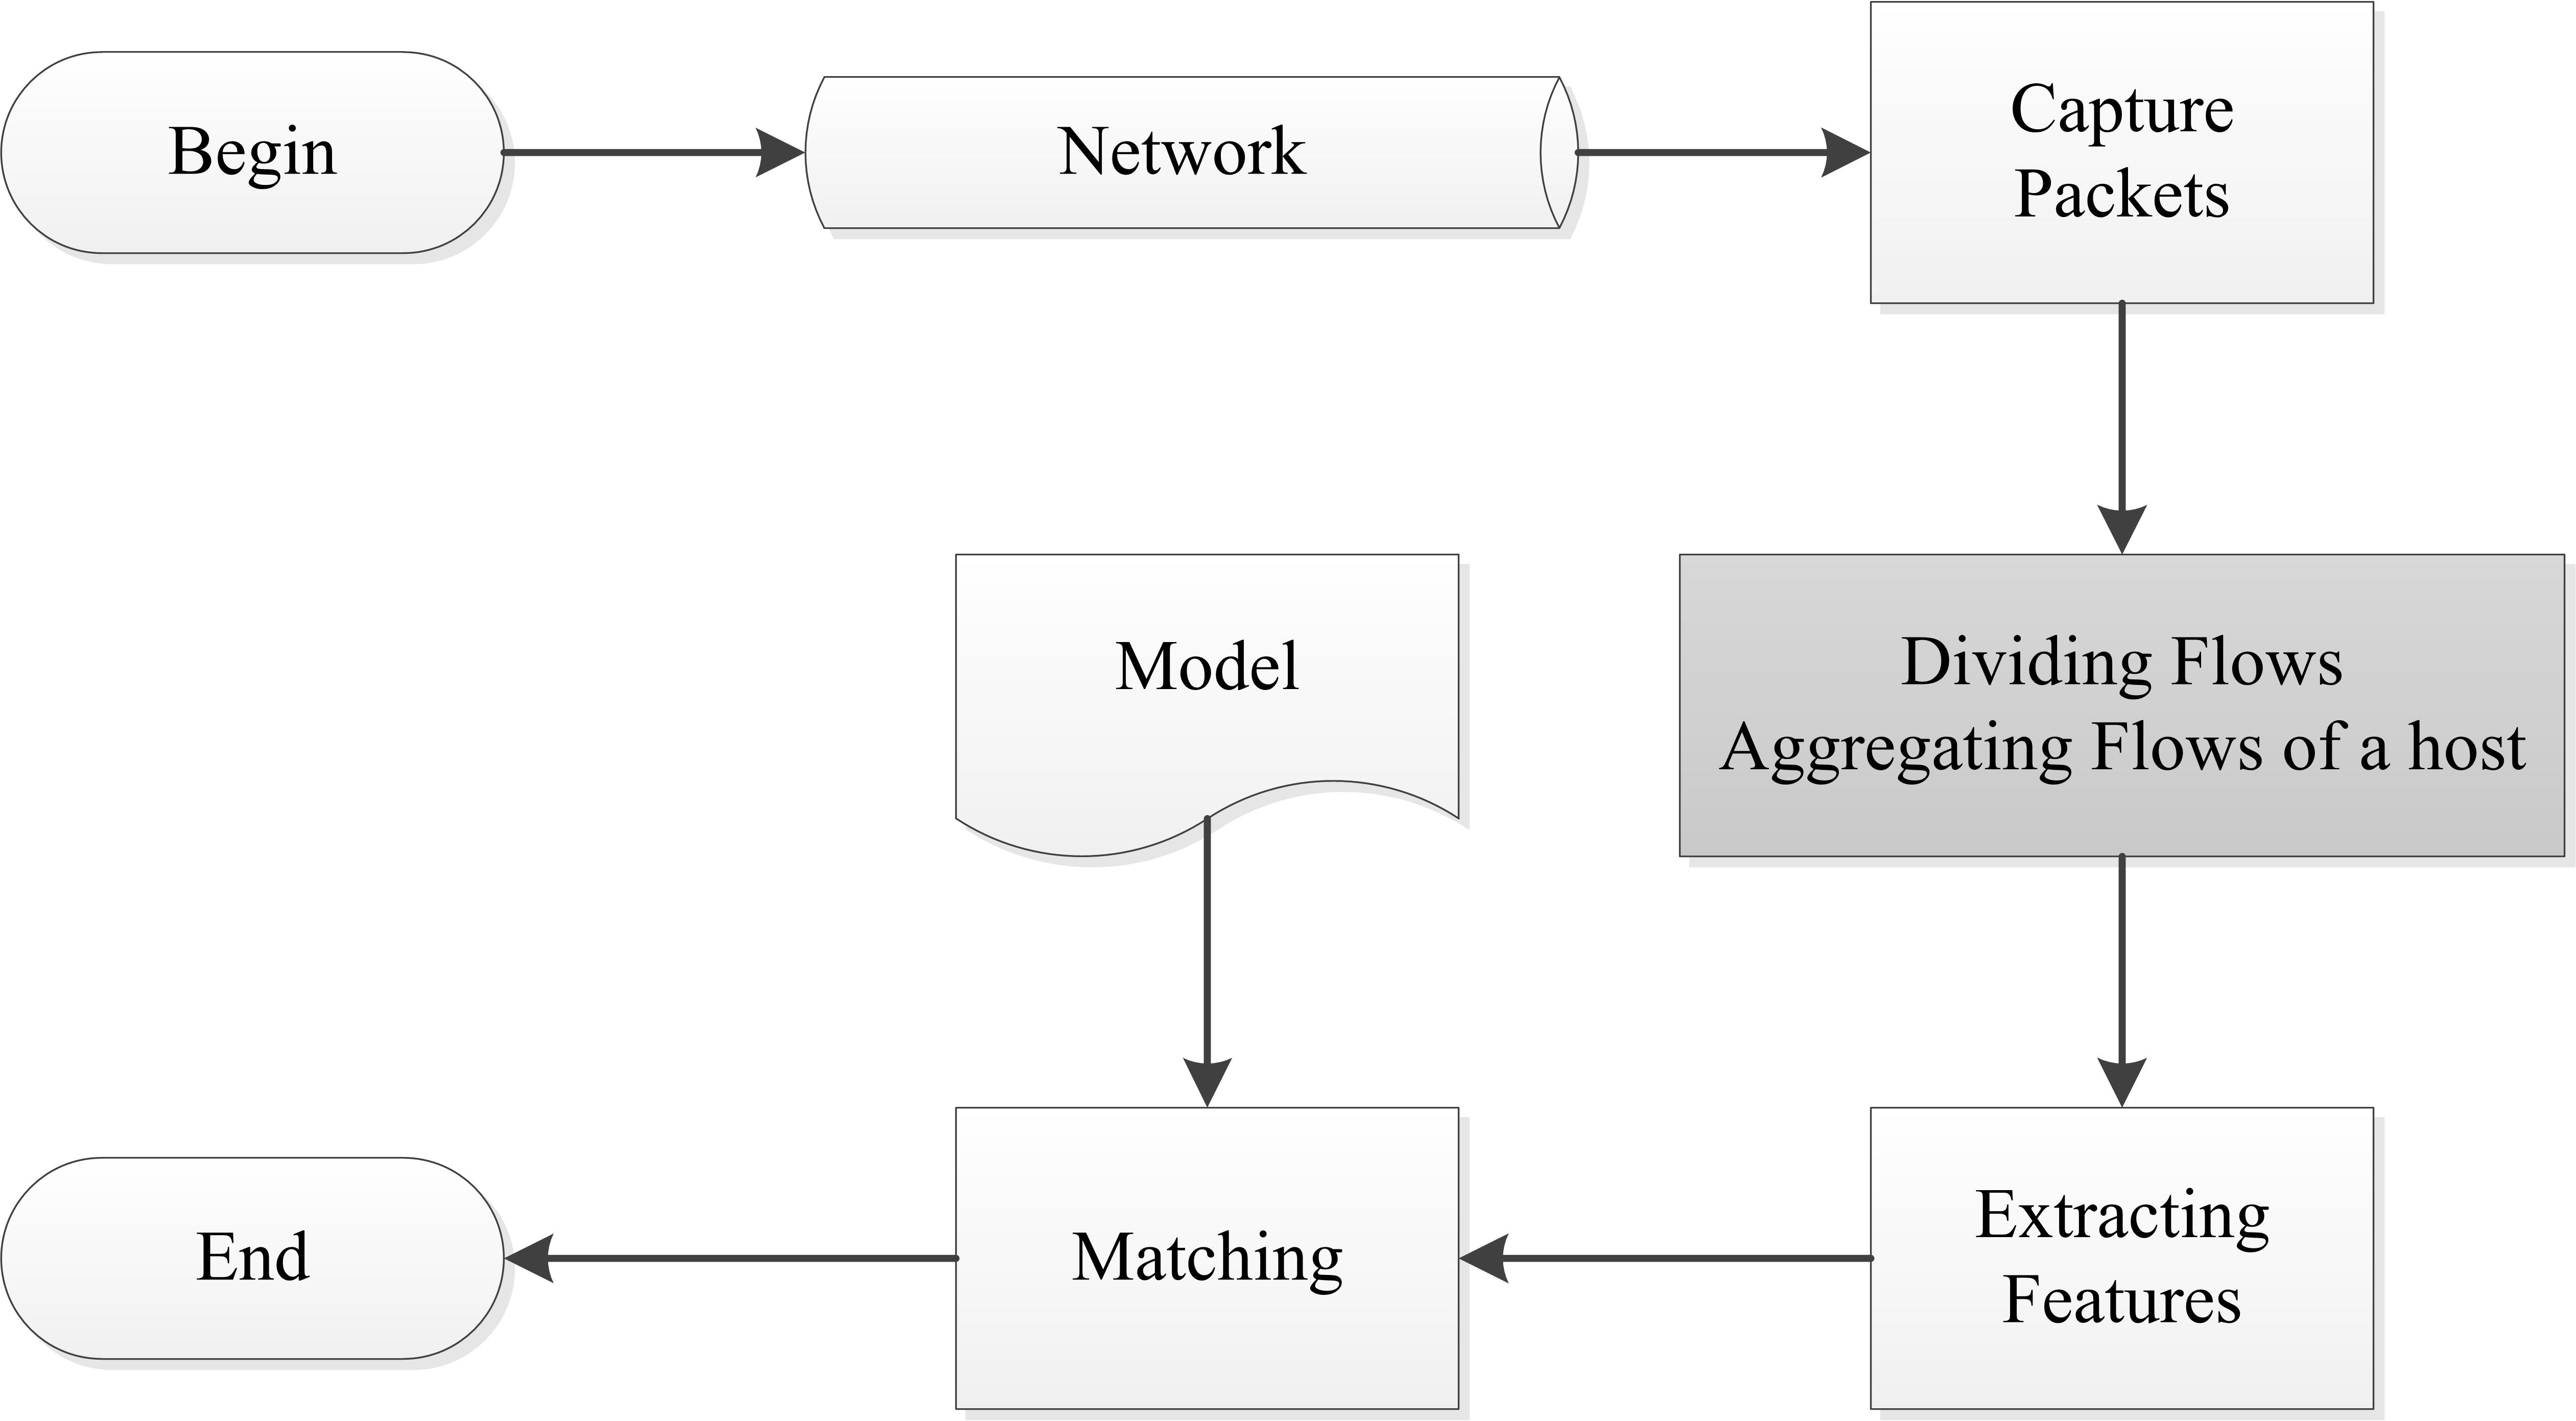 Begin
Network
Capture
Packets
Model
Dividing Flows
Aggregating Flows of a host
End
Matching
Extracting
Features